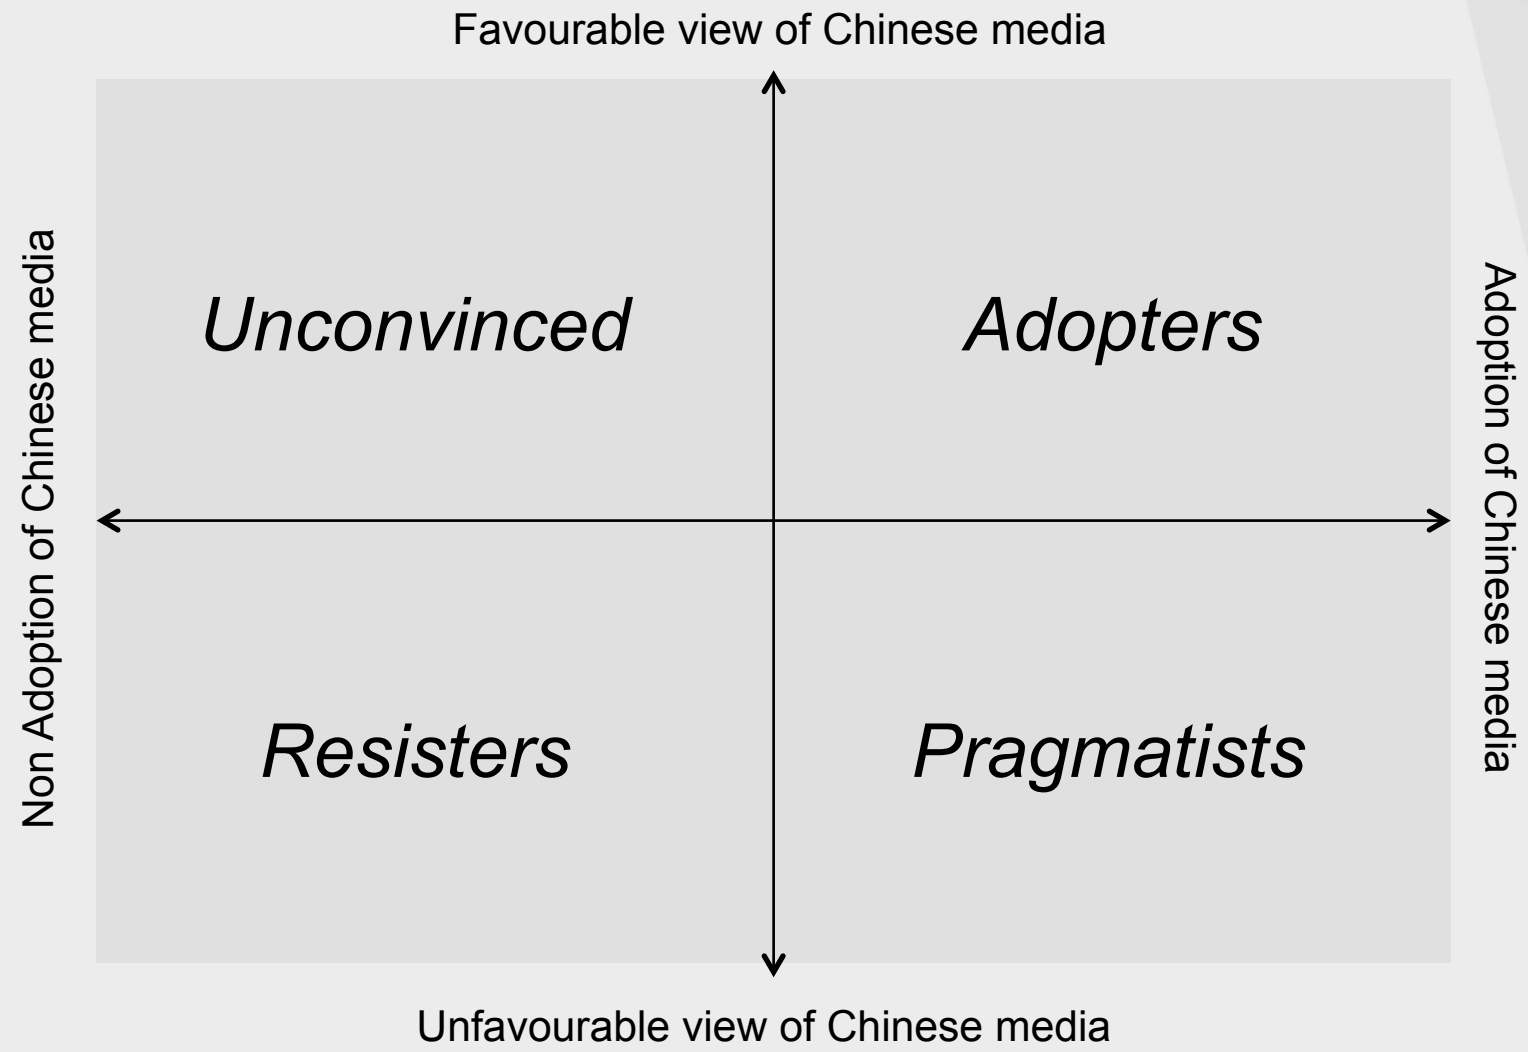 Favourable view of Chinese media
Non Adoption of Chinese media
Unconvinced
Adopters
Adoption of Chinese media
Resisters
Pragmatists
Unfavourable view of Chinese media